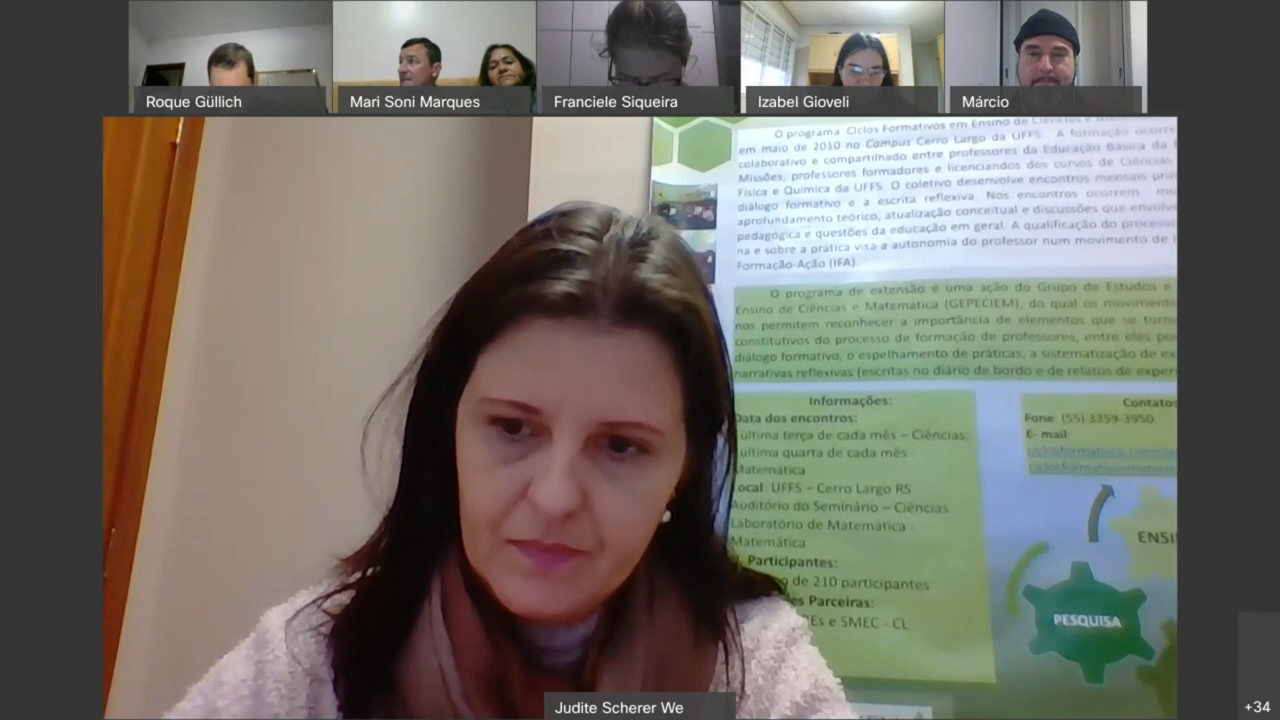 Roque Güllich
Mari Soni Marques
Franciele Siqueira
Izabel Gioveli
Márcio
O programa Ciclos Formativos em Ensino de Ciências e
em maio de 2010 no Campus Cerro Largo da UFFS. A formação ocorre
colaborativo e compartilhado entre professores da Educação Básica da
Missões, professores formadores e licenciandos dos cursos de Ciências
Física e Química da UFFS. O coletivo desenvolve encontros mensais
diálogo formativo e a escrita reflexiva. Nos encontros ocorrem
aprofundamento teórico, atualização conceitual e discussões que
pedagógica e questões da educação em geral. A qualificação do
na e sobre a prática visa a autonomia do professor num movimento de
Formação-Ação (IFA).
O programa de extensão é uma ação do Grupo de Estudos e
Ensino de Ciências e Matemática (GEPECIEM), do qual os
nos permitem reconhecer a importância de elementos que se
constitutivos do processo de formação de professores, entre eles
diálogo formativo, o espelhamento de práticas, a sistematização de
narrativas reflexivas (escritas no diário de bordo e de relatos de
Informações:
Data dos encontros:
última terça de cada mês – Ciências;
última quarta de cada mês -
Matemática
Local UFFS – Cerro Largo RS
Auditório do Seminário – Ciências
Laboratório de Matemática -
Matemática
Participantes:
de 210 participantes
Parceiras:
e SMEC - CL
Contatos
Fone: (55) 3359-3950
E- mail
ENSI
PESQUISA
Judite Scherer We
+34